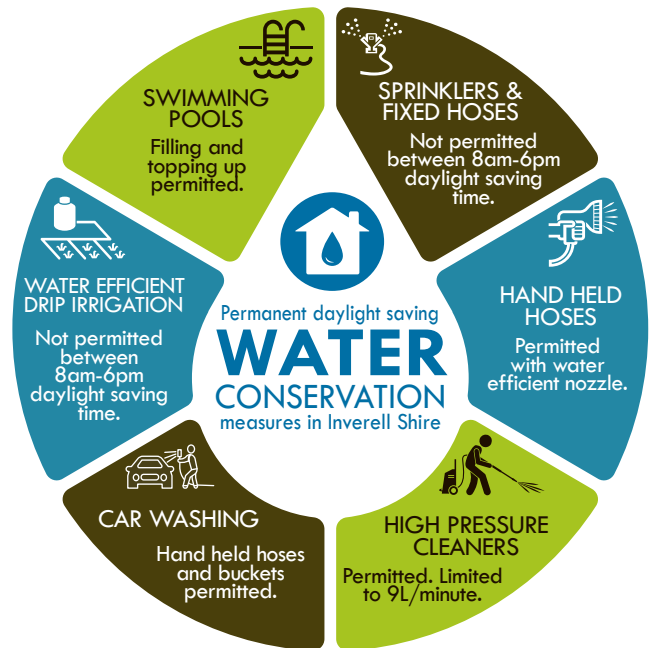 SWIMMING
POOLS
Filling and
topping up
permitted.
SPRINKLERS &
FIXED HOSES
Not permitted
between 8am-6pm
daylight saving
time.
WATER EFFICIENT
DRIP IRRIGATION
Not permitted
between
8am-6pm
daylight saving
time.
Permanent daylight saving
WATER
CONSERVATION
measures in Inverell Shire
HAND HELD
HOSES
Permitted
with water
efficient nozzle.
CAR WASHING
Hand held hoses
and buckets
permitted.
HIGH PRESSURE
CLEANERS
Permitted. Limited
to 9L/minute.